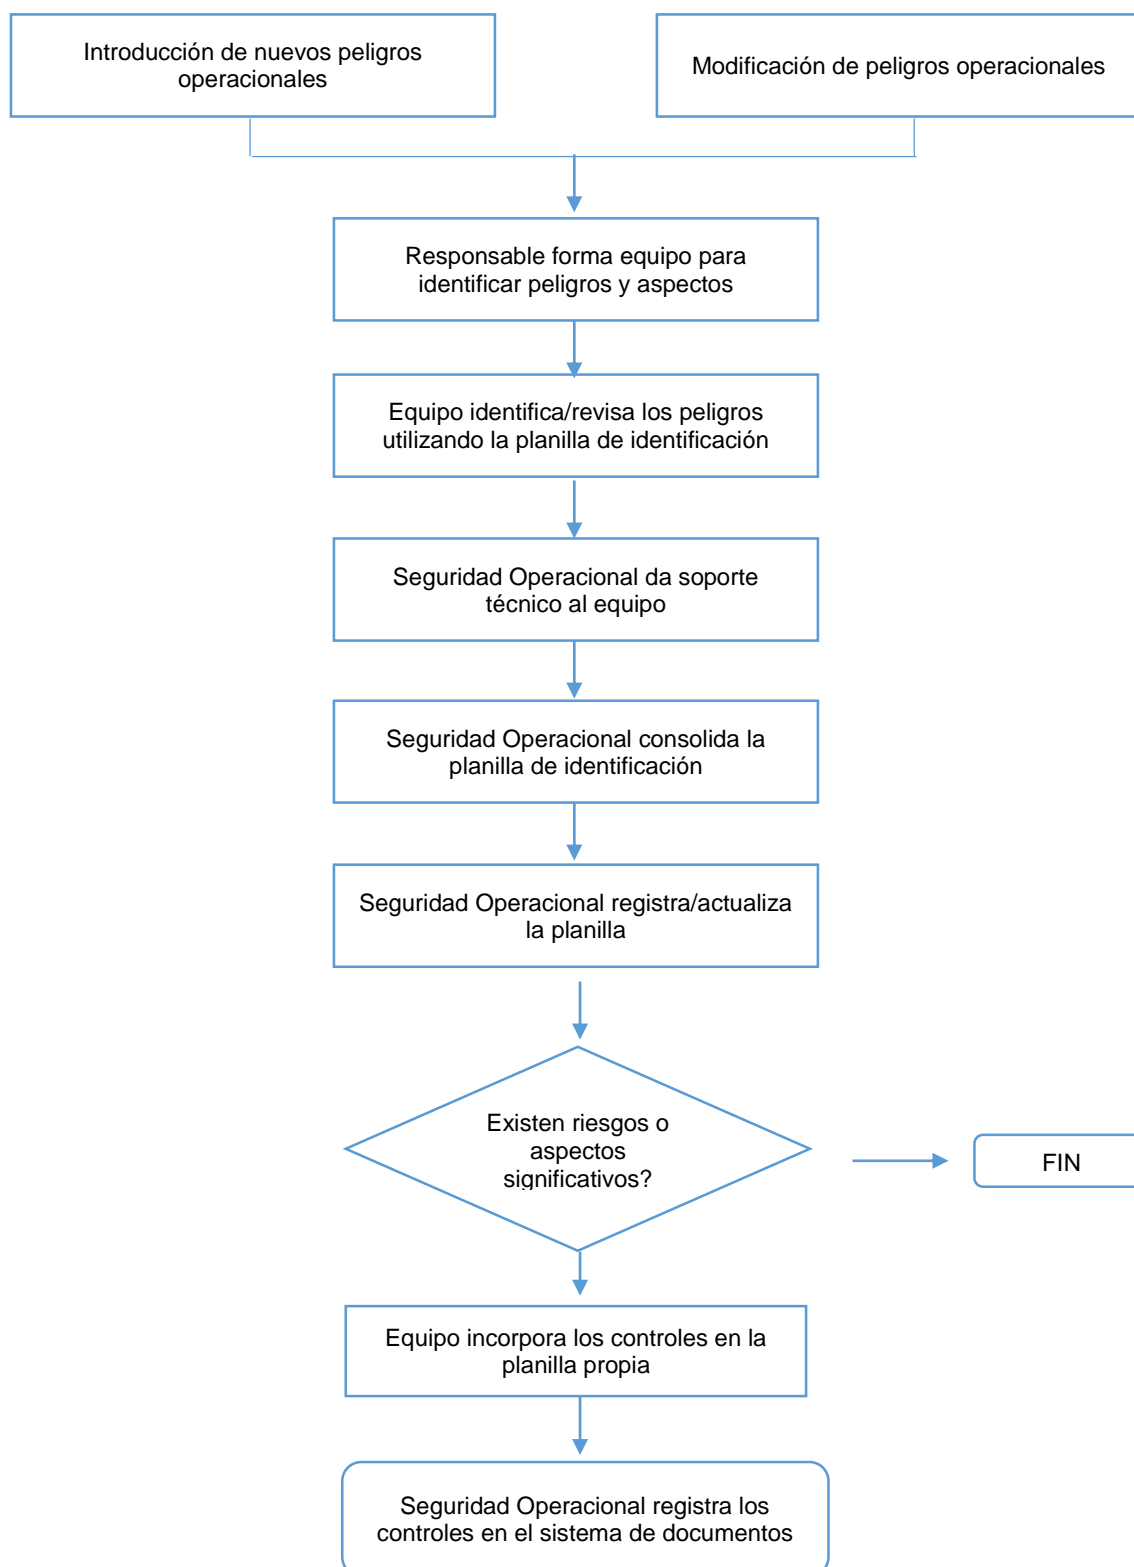 Introducción de nuevos peligros
operacionales
Modificación de peligros operacionales
Responsable forma equipo para
identificar peligros y aspectos
Equipo identifica/revisa los peligros
utilizando la planilla de identificación
Seguridad Operacional da soporte
técnico al equipo
Seguridad Operacional consolida la
planilla de identificación
Seguridad Operacional registra/actualiza
la planilla
Existen riesgos o
aspectos
significativos?
FIN
Equipo incorpora los controles en la
planilla propia
Seguridad Operacional registra los
controles en el sistema de documentos